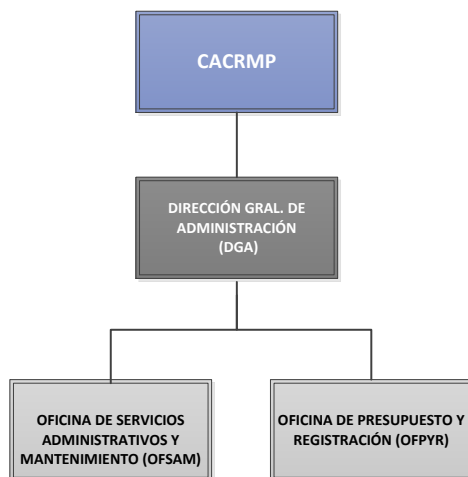 CACRMP
DIRECCIÓN GRAL. DE
ADMINISTRACIÓN
(DGA)
OFICINA DE SERVICIOS
ADMINISTRATIVOS Y
MANTENIMIENTO (OFSAM)
OFICINA DE PRESUPUESTO Y
REGISTRACIÓN (OFPYR)